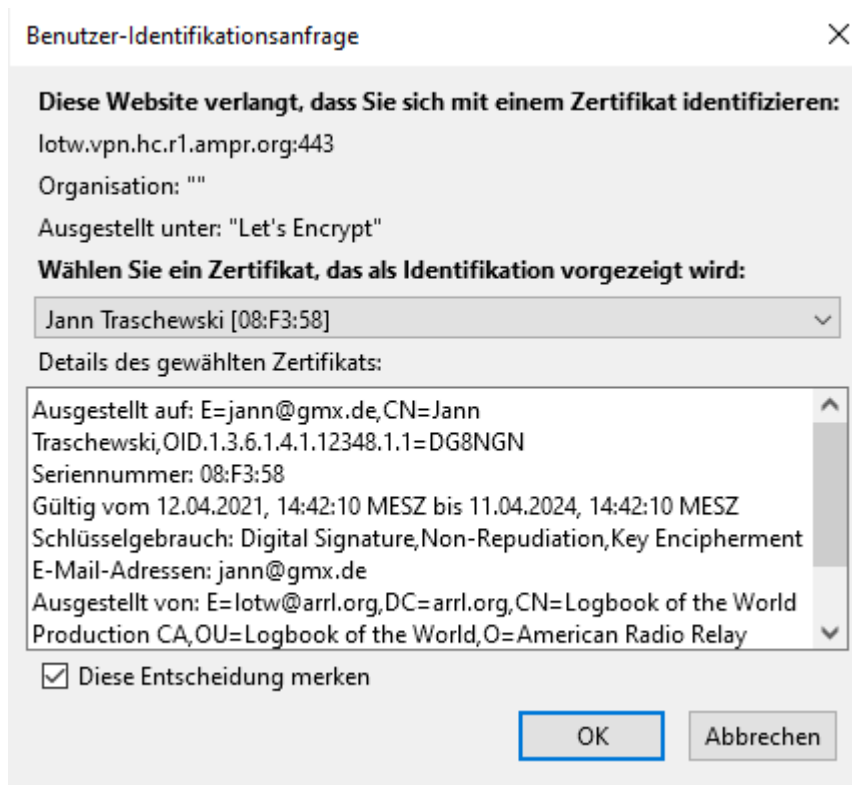 Benutzer-Identifikationsanfrage
Diese Website verlangt, dass Sie sich mit einem Zertifikat identifizieren:
lotw.vpn.hc.r1.ampr.org:443
Organisation: ""
Ausgestellt unter: "Let's Encrypt"
Wählen Sie ein Zertifikat, das als Identifikation vorgezeigt wird:
Jann Traschewski [08:F3:58]
Details des gewählten Zertifikats:
Ausgestellt auf: E=jann@gmx.de,CN=Jann
Traschewski,OID.1.3.6.1.4.1.12348.1.1=DG8NGN
Seriennummer: 08:F3:58
Gültig vom 12.04.2021, 14:42:10 MESZ bis 11.04.2024, 14:42:10 MESZ
Schlüsselgebrauch: Digital Signature,Non-Repudiation,Key Encipherment
E-Mail-Adressen: jann@gmx.de
Ausgestellt von: E=lotw@arrl.org,DC=arrl.org,CN=Logbook of the World
Production CA,OU=Logbook of the World,O=American Radio Relay
Diese Entscheidung merken
OK
Abbrechen